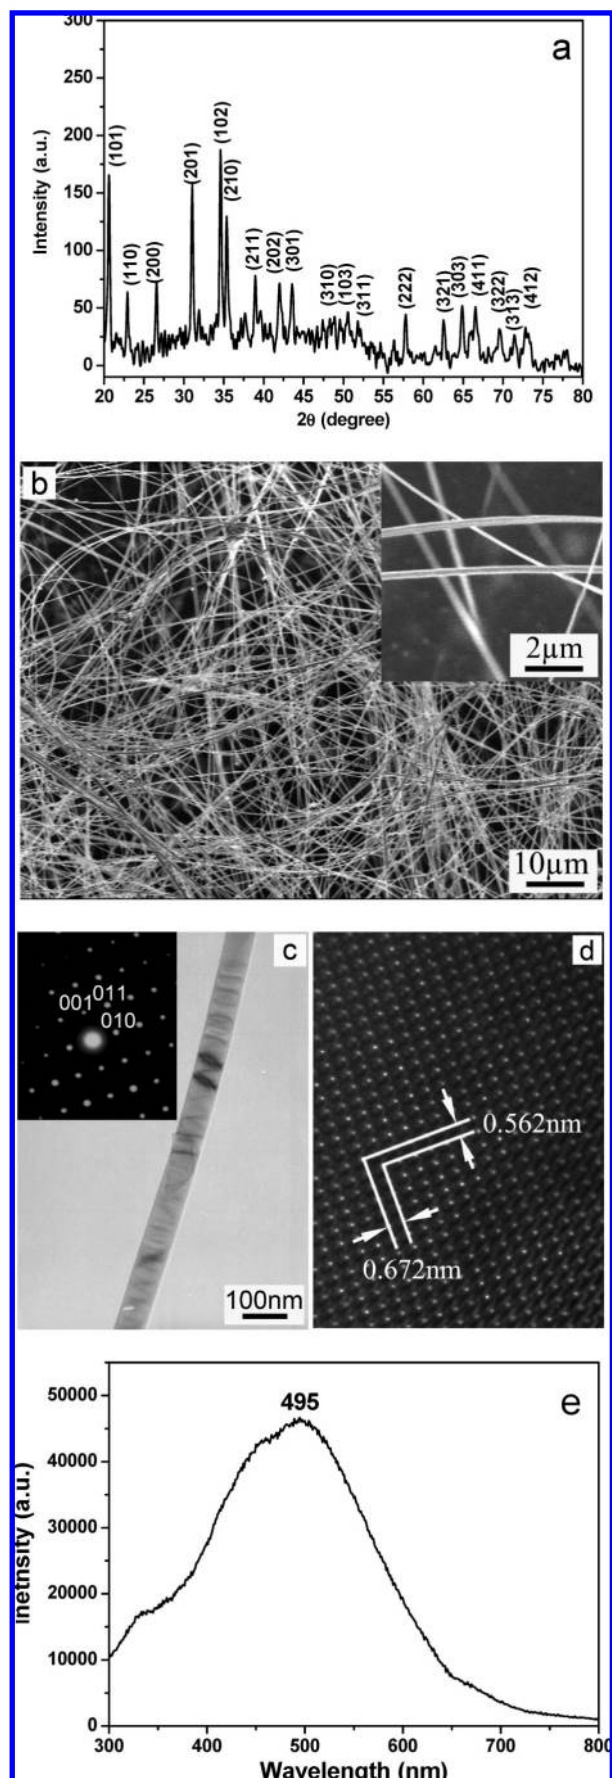 a
300
250
200
150
100
50
0
Intensity (a.u.)
(101)
(110)
(200)
(201)
(102)
(210)
(211)
(202)
(301)
(310)
(103)
(311)
(222)
(321)
(303)
(411)
(322)
(313)
(412)
20 25 30 35 40 45 50 55 60 65 70 75 80
2θ (degree)
b
2μm
10μm
c
001 011
010
100nm
d
0.562nm
0.672nm
e
495
50000
40000
30000
20000
10000
0
Inetnsity (a.u.)
300 400 500 600 700 800
Wavelength (nm)